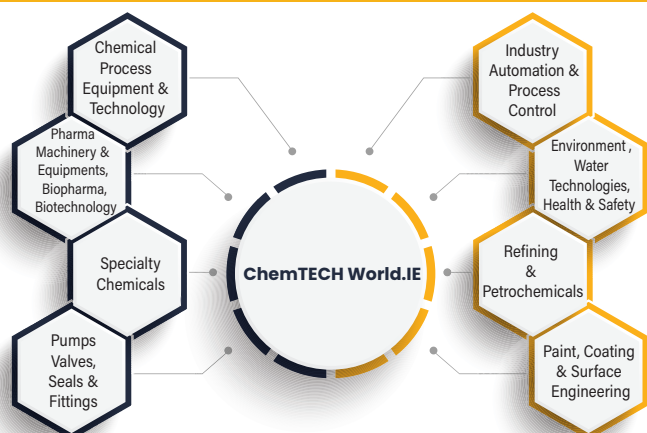 Chemical
Process
Equipment &
Technology
Pharma
Machinery &
Equipments,
Biopharma,
Biotechnology
Specialty
Chemicals
Pumps
Valves,
Seals &
Fittings
ChemTECH World.IE
Industry
Automation &
Process
Control
Environment ,
Water
Technologies,
Health & Safety
Refining
&
Petrochemicals
Paint, Coating
& Surface
Engineering